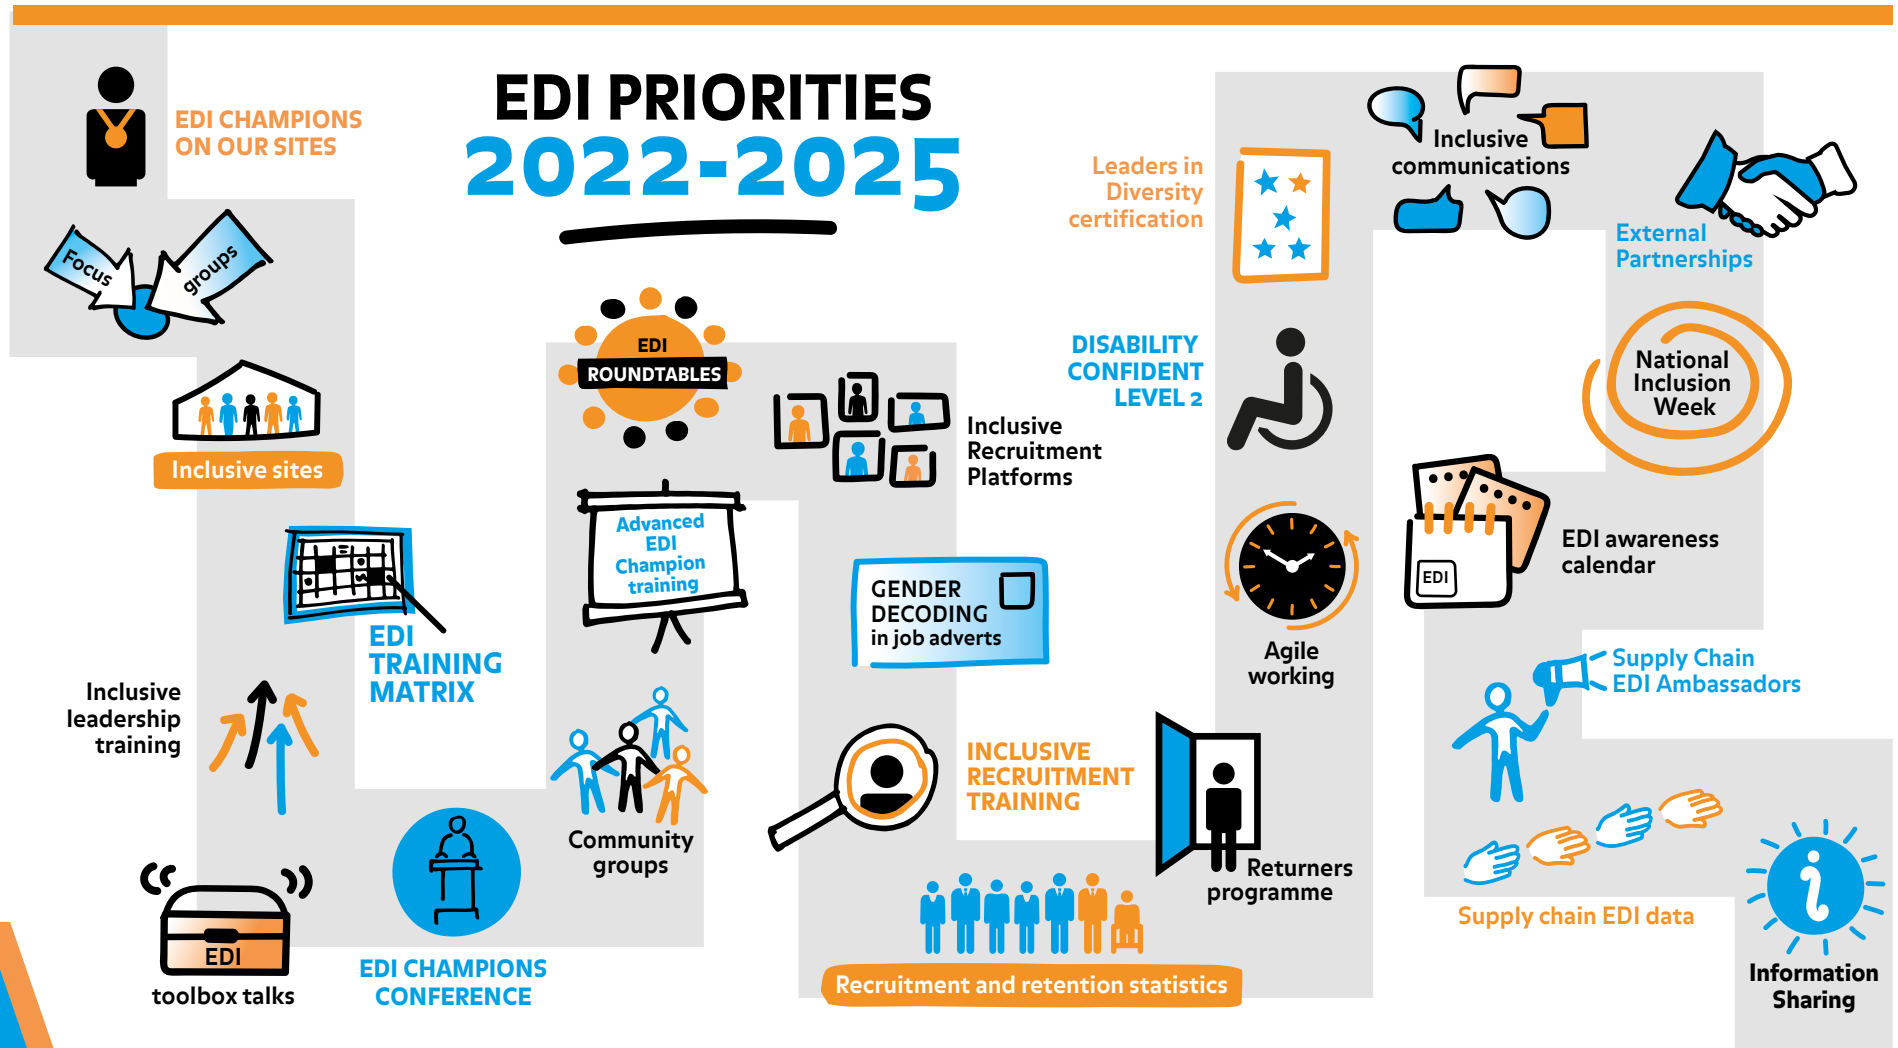 EDI PRIORITIES
2022-2025
EDI CHAMPIONS
ON OUR SITES
Focus
groups
Inclusive sites
EDI
TRAINING
MATRIX
Inclusive
leadership
training
EDI
toolbox talks
EDI CHAMPIONS
CONFERENCE
Community
groups
Advanced
EDI
Champion
training
EDI
ROUNDTABLES
Inclusive
Recruitment
Platforms
GENDER
DECODING
in job adverts
INCLUSIVE
RECRUITMENT
TRAINING
Recruitment and retention statistics
Returners
programme
Agile
working
DISABILITY
CONFIDENT
LEVEL 2
Leaders in
Diversity
certification
Inclusive
communications
External
Partnerships
National
Inclusion
Week
EDI
EDI awareness
calendar
Supply Chain
EDI Ambassadors
Supply chain EDI data
i
Information
Sharing